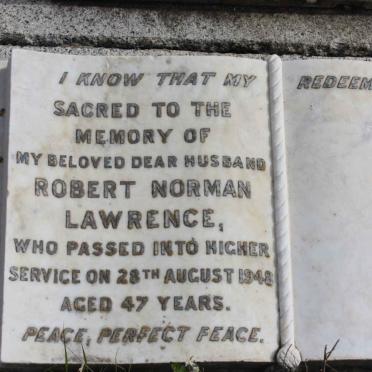 I KNOW THAT MY REDEEM
SACRED TO THE
MEMORY OF
MY BELOVED DEAR HUSBAND
ROBERT NORMAN
LAWRENCE,
WHO PASSED INTO HIGHER
SERVICE ON 28TH AUGUST 1948
AGED 47 YEARS.
PEACE, PERFECT PEACE.